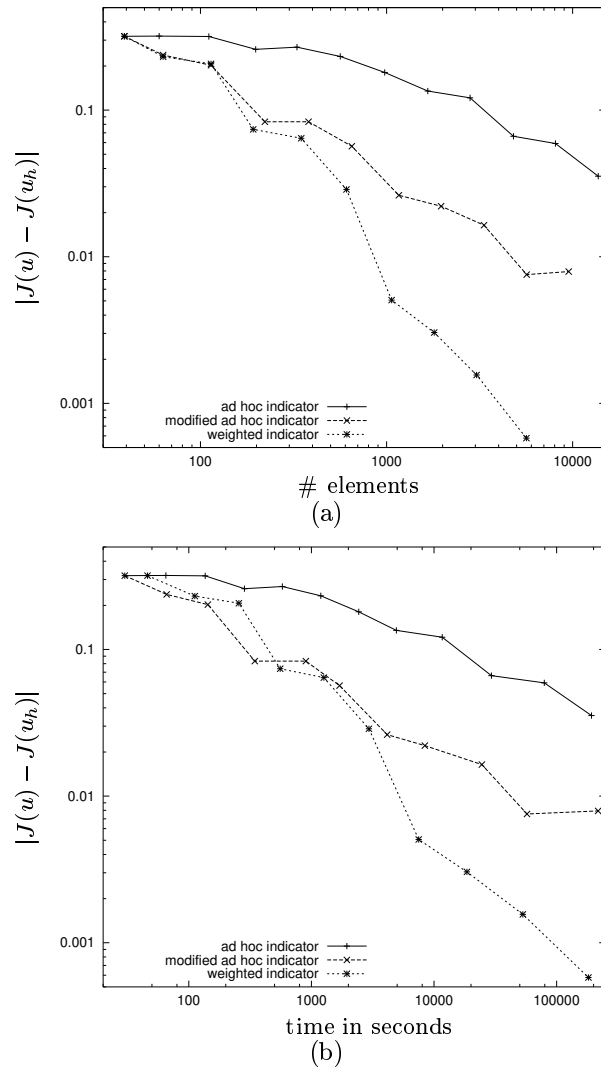 0.1
0.01
0.001
|J(u) − J(u_h)|
ad hoc indicator
modified ad hoc indicator
weighted indicator
100 1000 10000
# elements
(a)
0.1
0.01
0.001
|J(u) − J(u_h)|
ad hoc indicator
modified ad hoc indicator
weighted indicator
100 1000 10000 100000
time in seconds
(b)